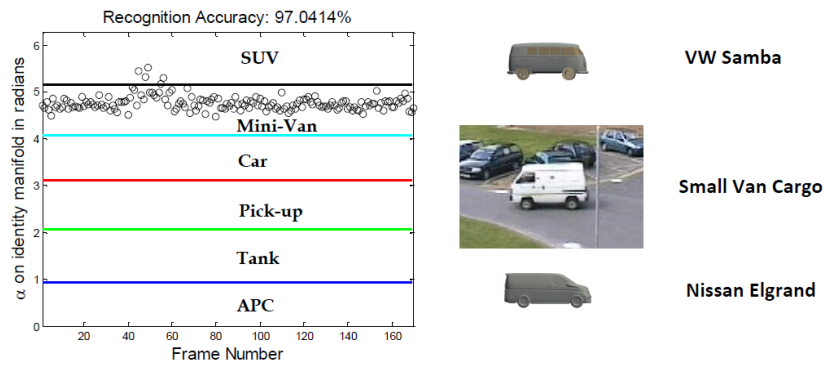 Recognition Accuracy: 97.0414%
α on identity manifold in radians
6
5
4
3
2
1
0
SUV
Mini-Van
Car
Pick-up
Tank
APC
20
40
60
80
100
120
140
160
Frame Number
VW Samba
Small Van Cargo
Nissan Elgrand